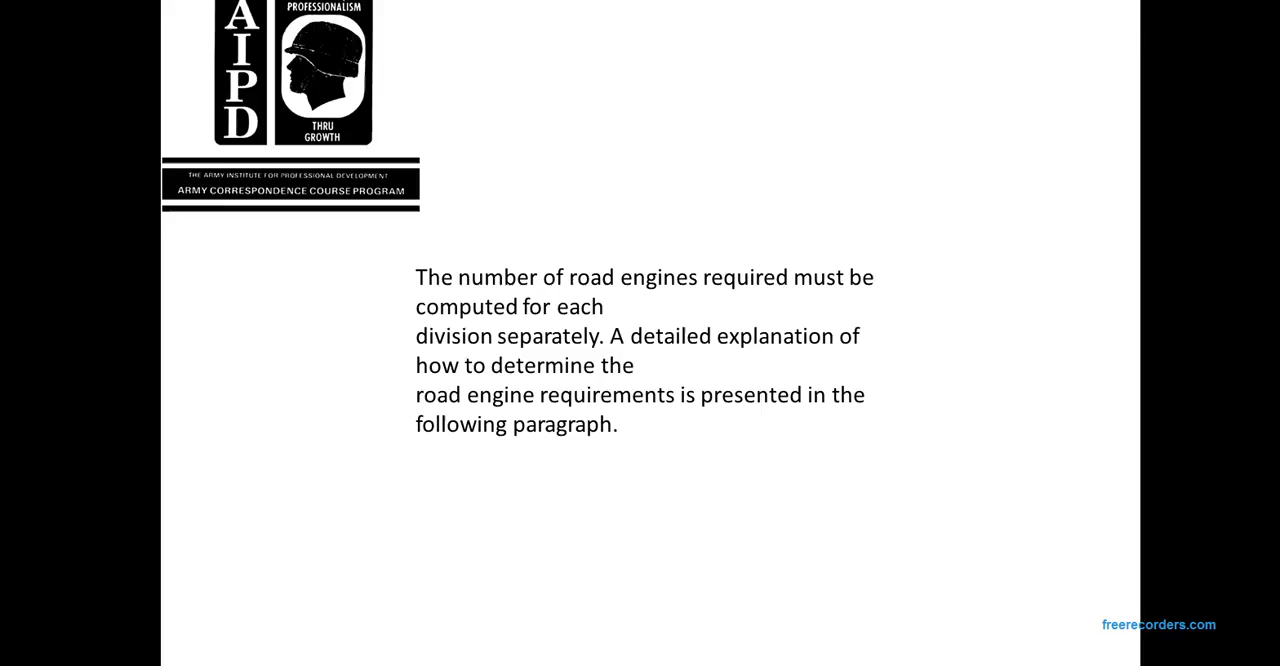 A
I
P
D
PROFESSIONALISM
THRU
GROWTH
THE ARMY INSTITUTE FOR PROFESSIONAL DEVELOPMENT
ARMY CORRESPONDENCE COURSE PROGRAM
The number of road engines required must be
computed for each
division separately. A detailed explanation of
how to determine the
road engine requirements is presented in the
following paragraph.
freerecorders.com